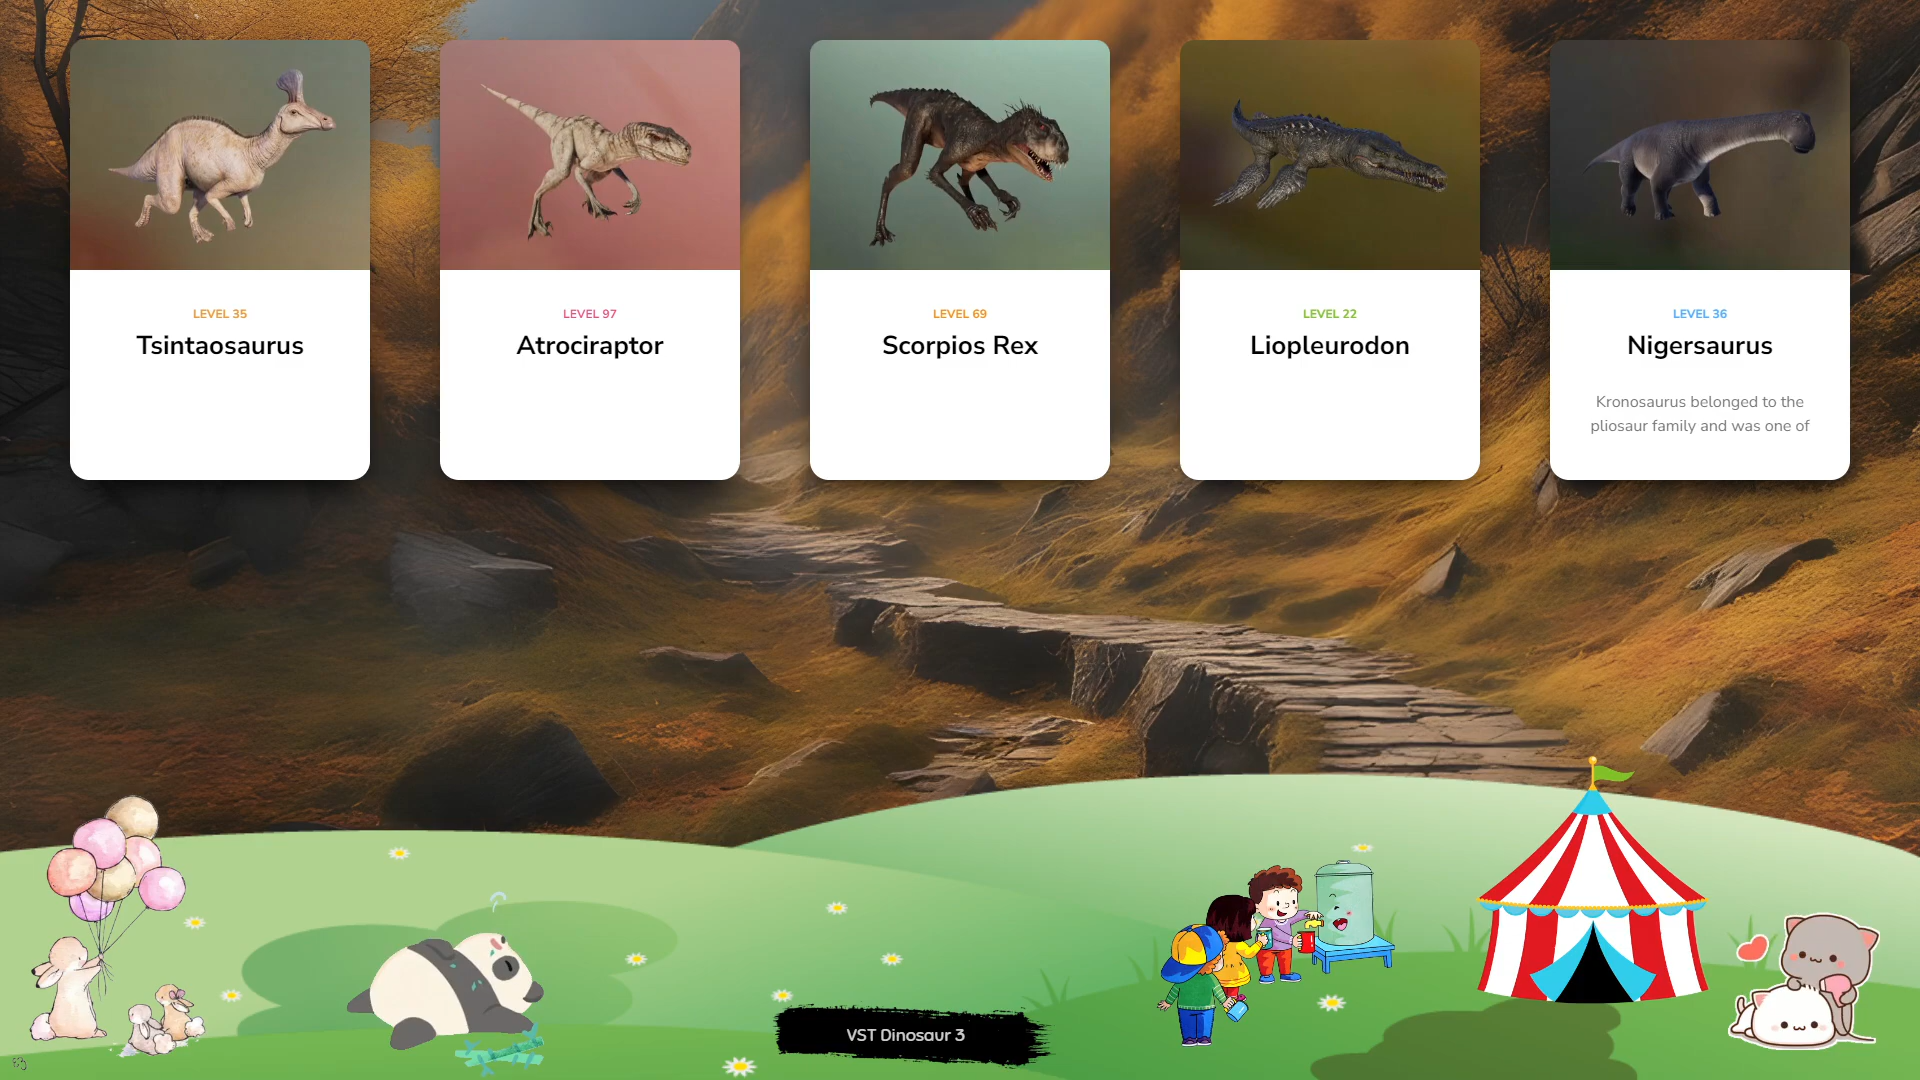 LEVEL 35
Tsintaosaurus
LEVEL 97
Atrociraptor
LEVEL 69
Scorpios Rex
LEVEL 22
Liopleurodon
LEVEL 36
Nigersaurus
Kronosaurus belonged to the
pliosaur family and was one of
VST Dinosaur 3